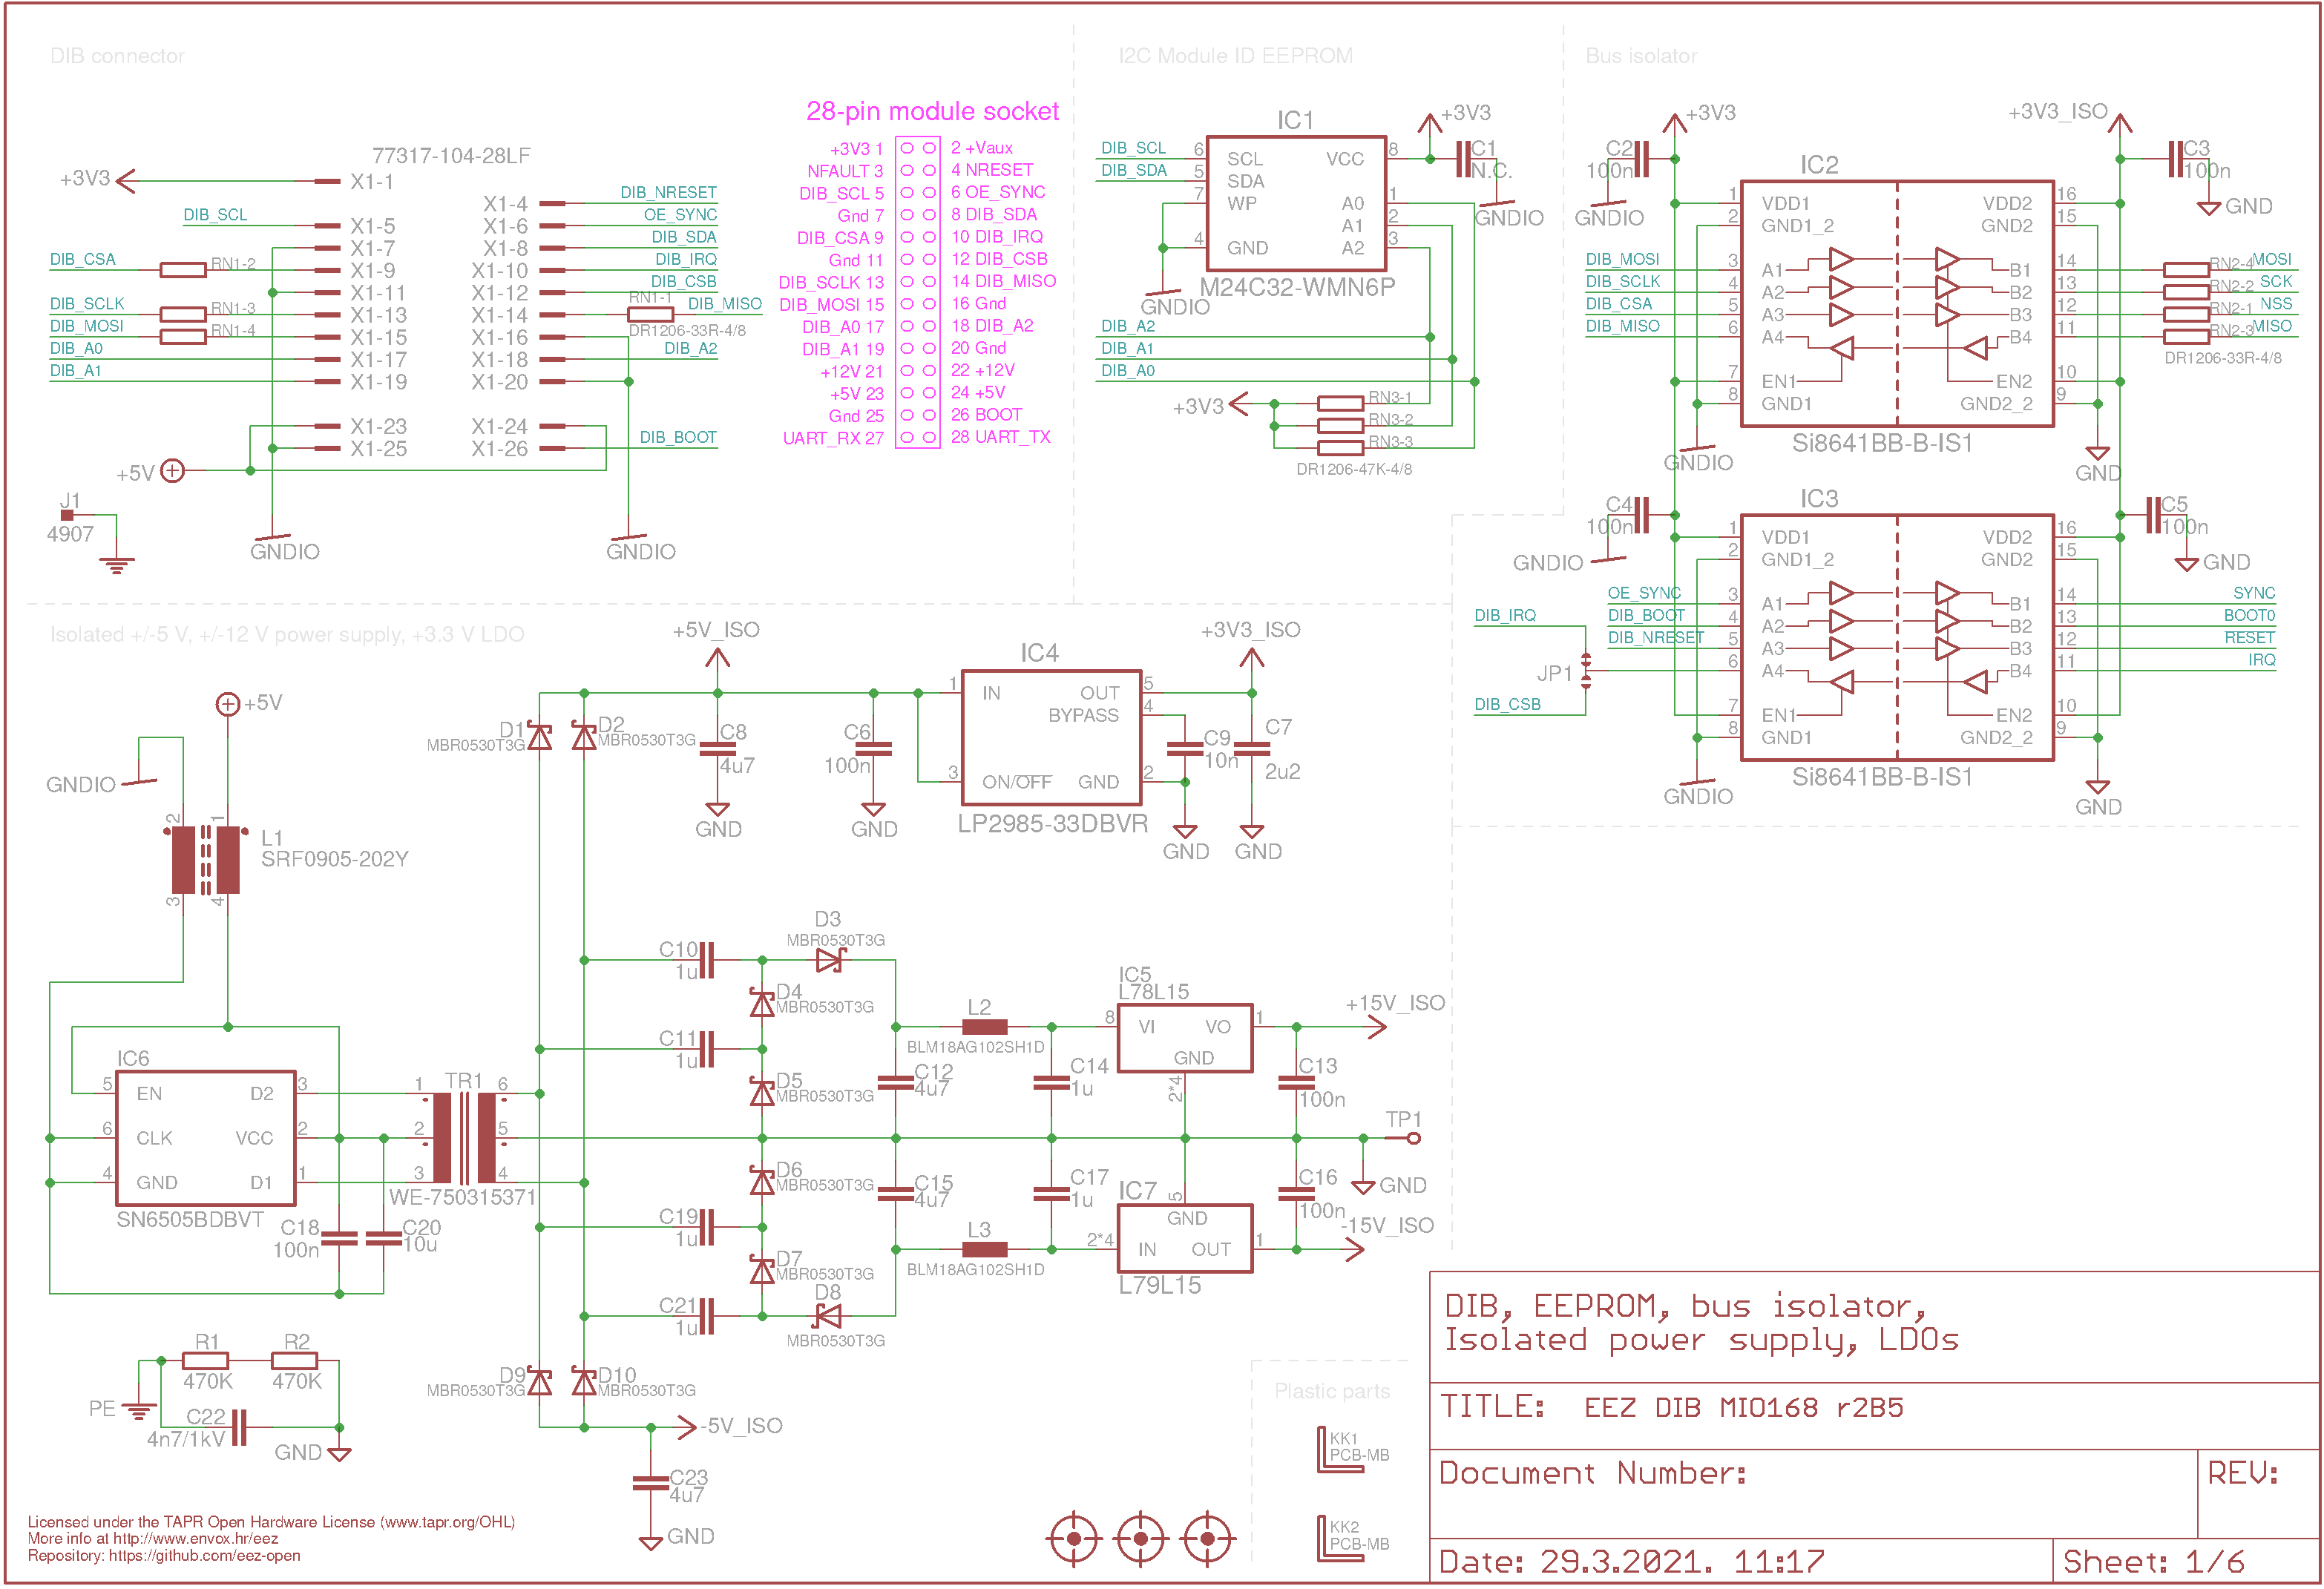 DIB connector
77317-104-28LF
+3V3
X1-1
X1-4
DIB_NRESET
DIB_SCL
X1-5
X1-6
OE_SYNC
X1-7
X1-8
DIB_SDA
DIB_CSA
RN1-2
X1-9
X1-10
DIB_IRQ
X1-11
X1-12
DIB_CSB
DIB_SCLK
RN1-3
X1-13
X1-14
RN1-1
DIB_MISO
DR1206-33R-4/8
DIB_MOSI
RN1-4
X1-15
X1-16
DIB_A0
X1-17
X1-18
DIB_A2
DIB_A1
X1-19
X1-20
X1-23
X1-24
X1-25
X1-26
DIB_BOOT
+5V
J1
4907
GNDIO
GNDIO
28-pin module socket
+3V3 1 2 +Vaux
NFAULT 3 4 NRESET
DIB_SCL 5 6 OE_SYNC
Gnd 7 8 DIB_SDA
DIB_CSA 9 10 DIB_IRQ
Gnd 11 12 DIB_CSB
DIB_SCLK 13 14 DIB_MISO
DIB_MOSI 15 16 Gnd
DIB_A0 17 18 DIB_A2
DIB_A1 19 20 Gnd
+12V 21 22 +12V
+5V 23 24 +5V
Gnd 25 26 BOOT
UART_RX 27 28 UART_TX
I2C Module ID EEPROM
IC1
+3V3
DIB_SCL 6 SCL VCC 8
C1
N.C.
DIB_SDA 5 SDA
7 WP A0 1
A1 2
4 GND A2 3
GNDIO
M24C32-WMN6P
GNDIO
DIB_A2
DIB_A1
DIB_A0
+3V3
RN3-1
RN3-2
RN3-3
DR1206-47K-4/8
Bus isolator
+3V3
+3V3_ISO
C2
100n
GNDIO
IC2
C3
100n
GND
1 VDD1 VDD2 16
2 GND1_2 GND2 15
DIB_MOSI 3 A1 B1 14 RN2-4 MOSI
DIB_SCLK 4 A2 B2 13 RN2-2 SCK
DIB_CSA 5 A3 B3 12 RN2-1 NSS
DIB_MISO 6 A4 B4 11 RN2-3 MISO
DR1206-33R-4/8
7 EN1 EN2 10
8 GND1 GND2_2 9
Si8641BB-B-IS1
GNDIO
GND
C4
100n
GNDIO
IC3
C5
100n
GND
1 VDD1 VDD2 16
2 GND1_2 GND2 15
OE_SYNC 3 A1 B1 14 SYNC
DIB_IRQ
DIB_BOOT 4 A2 B2 13 BOOT0
DIB_NRESET 5 A3 B3 12 RESET
JP1
6 A4 B4 11 IRQ
DIB_CSB
7 EN1 EN2 10
8 GND1 GND2_2 9
Si8641BB-B-IS1
GNDIO
GND
Isolated +/-5 V, +/-12 V power supply, +3.3 V LDO
+5V
GNDIO
2 1
L1
SRF0905-202Y
3 4
IC6
5 EN D2 3
6 CLK VCC 2
4 GND D1 1
SN6505BDBVT
TR1
1 6
2 5
3 4
WE-750315371
C18
100n
C20
10u
+5V_ISO
D1
MBR0530T3G
D2
MBR0530T3G
C8
4u7
GND
C6
100n
GND
IC4
1 IN OUT 5
BYPASS 4
3 ON/OFF GND 2
LP2985-33DBVR
+3V3_ISO
C9
10n
C7
2u2
GND
GND
C10
1u
D3
MBR0530T3G
D4
MBR0530T3G
C11
1u
D5
MBR0530T3G
L2
BLM18AG102SH1D
C12
4u7
C14
1u
IC5
L78L15
8 VI VO 1
GND
2*4
+15V_ISO
C13
100n
TP1
GND
D6
MBR0530T3G
C19
1u
D7
MBR0530T3G
C21
1u
D8
MBR0530T3G
C15
4u7
L3
BLM18AG102SH1D
C17
1u
IC7
5
GND
2*4 IN OUT 1
L79L15
C16
100n
-15V_ISO
D9
MBR0530T3G
D10
MBR0530T3G
-5V_ISO
C23
4u7
GND
R1
470K
R2
470K
PE
C22
4n7/1kV
GND
Plastic parts
KK1
PCB-MB
KK2
PCB-MB
Licensed under the TAPR Open Hardware License (www.tapr.org/OHL)
More info at http://www.envox.hr/eez
Repository: https://github.com/eez-open
DIB, EEPROM, bus isolator,
Isolated power supply, LDOs
TITLE: EEZ DIB MIO168 r2B5
Document Number:
REV:
Date: 29.3.2021. 11:17
Sheet: 1/6